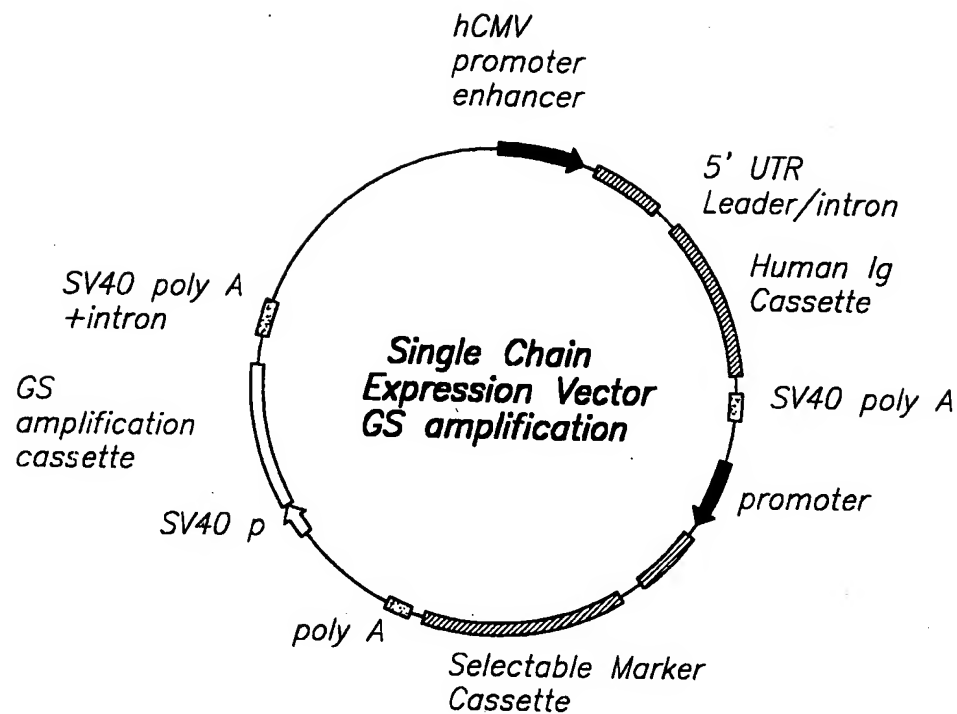 hCMV
promoter
enhancer
5' UTR
Leader/intron
Human Ig
Cassette
SV40 poly A
promoter
Selectable Marker
Cassette
poly A
SV40 p
GS
amplification
cassette
SV40 poly A
+intron
Single Chain
Expression Vector
GS amplification